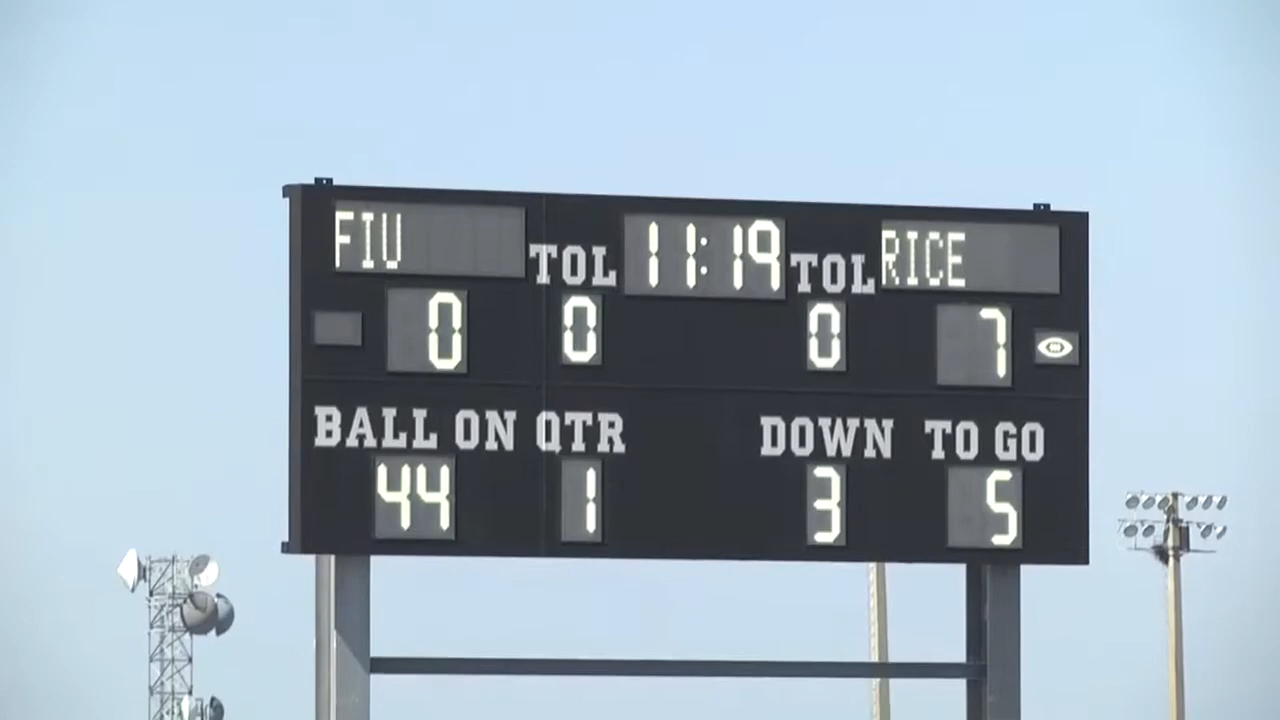 FIU TOL 11:19 TOL RICE
0 0 0 7
BALL ON QTR DOWN TO GO
44 1 3 5